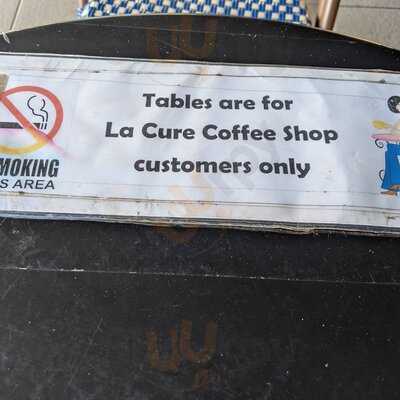 Tables are for
La Cure Coffee Shop
customers only
MOKING
S AREA